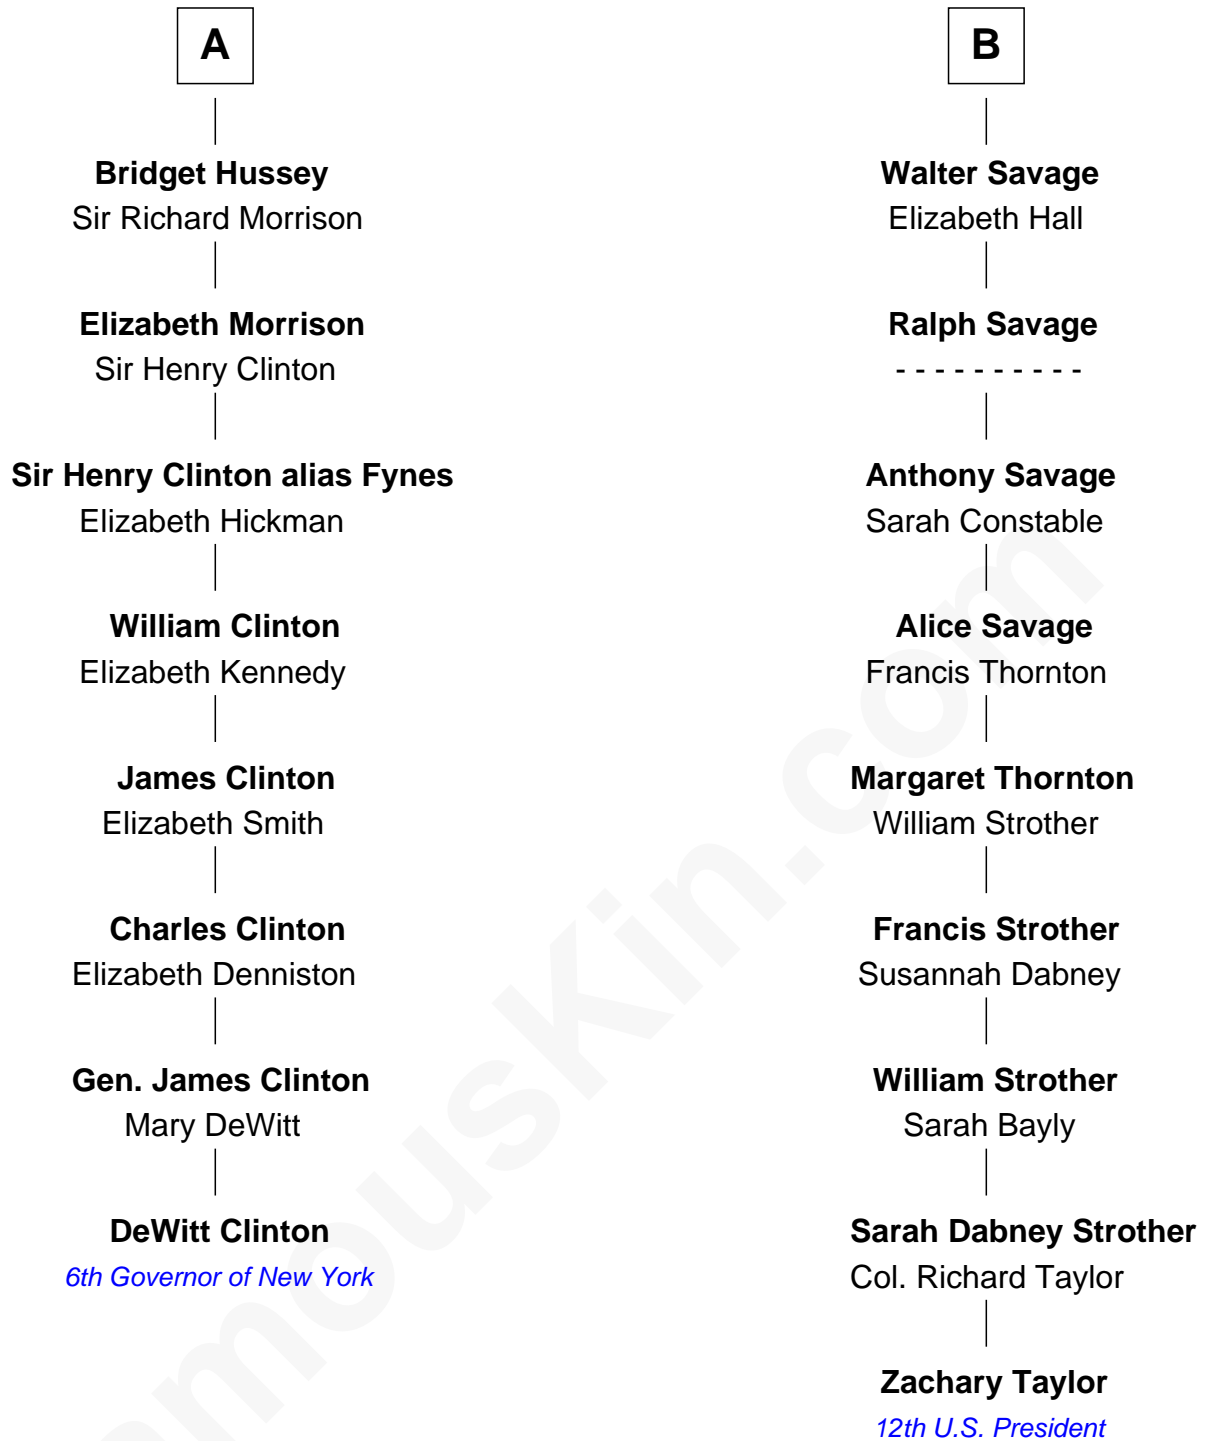 A
Bridget Hussey
Sir Richard Morrison
Elizabeth Morrison
Sir Henry Clinton
Sir Henry Clinton alias Fynes
Elizabeth Hickman
William Clinton
Elizabeth Kennedy
James Clinton
Elizabeth Smith
Charles Clinton
Elizabeth Denniston
Gen. James Clinton
Mary DeWitt
DeWitt Clinton
6th Governor of New York
B
Walter Savage
Elizabeth Hall
Ralph Savage
- - - - - - - - - -
Anthony Savage
Sarah Constable
Alice Savage
Francis Thornton
Margaret Thornton
William Strother
Francis Strother
Susannah Dabney
William Strother
Sarah Bayly
Sarah Dabney Strother
Col. Richard Taylor
Zachary Taylor
12th U.S. President
amousKin.com